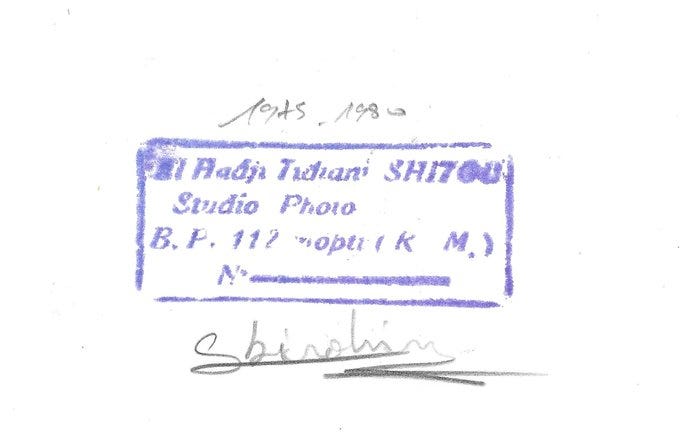 1975-1980
El Hadji Tidiani SHITOU
Studio Photo
B.P. 112 Mopti (R M.)
N°